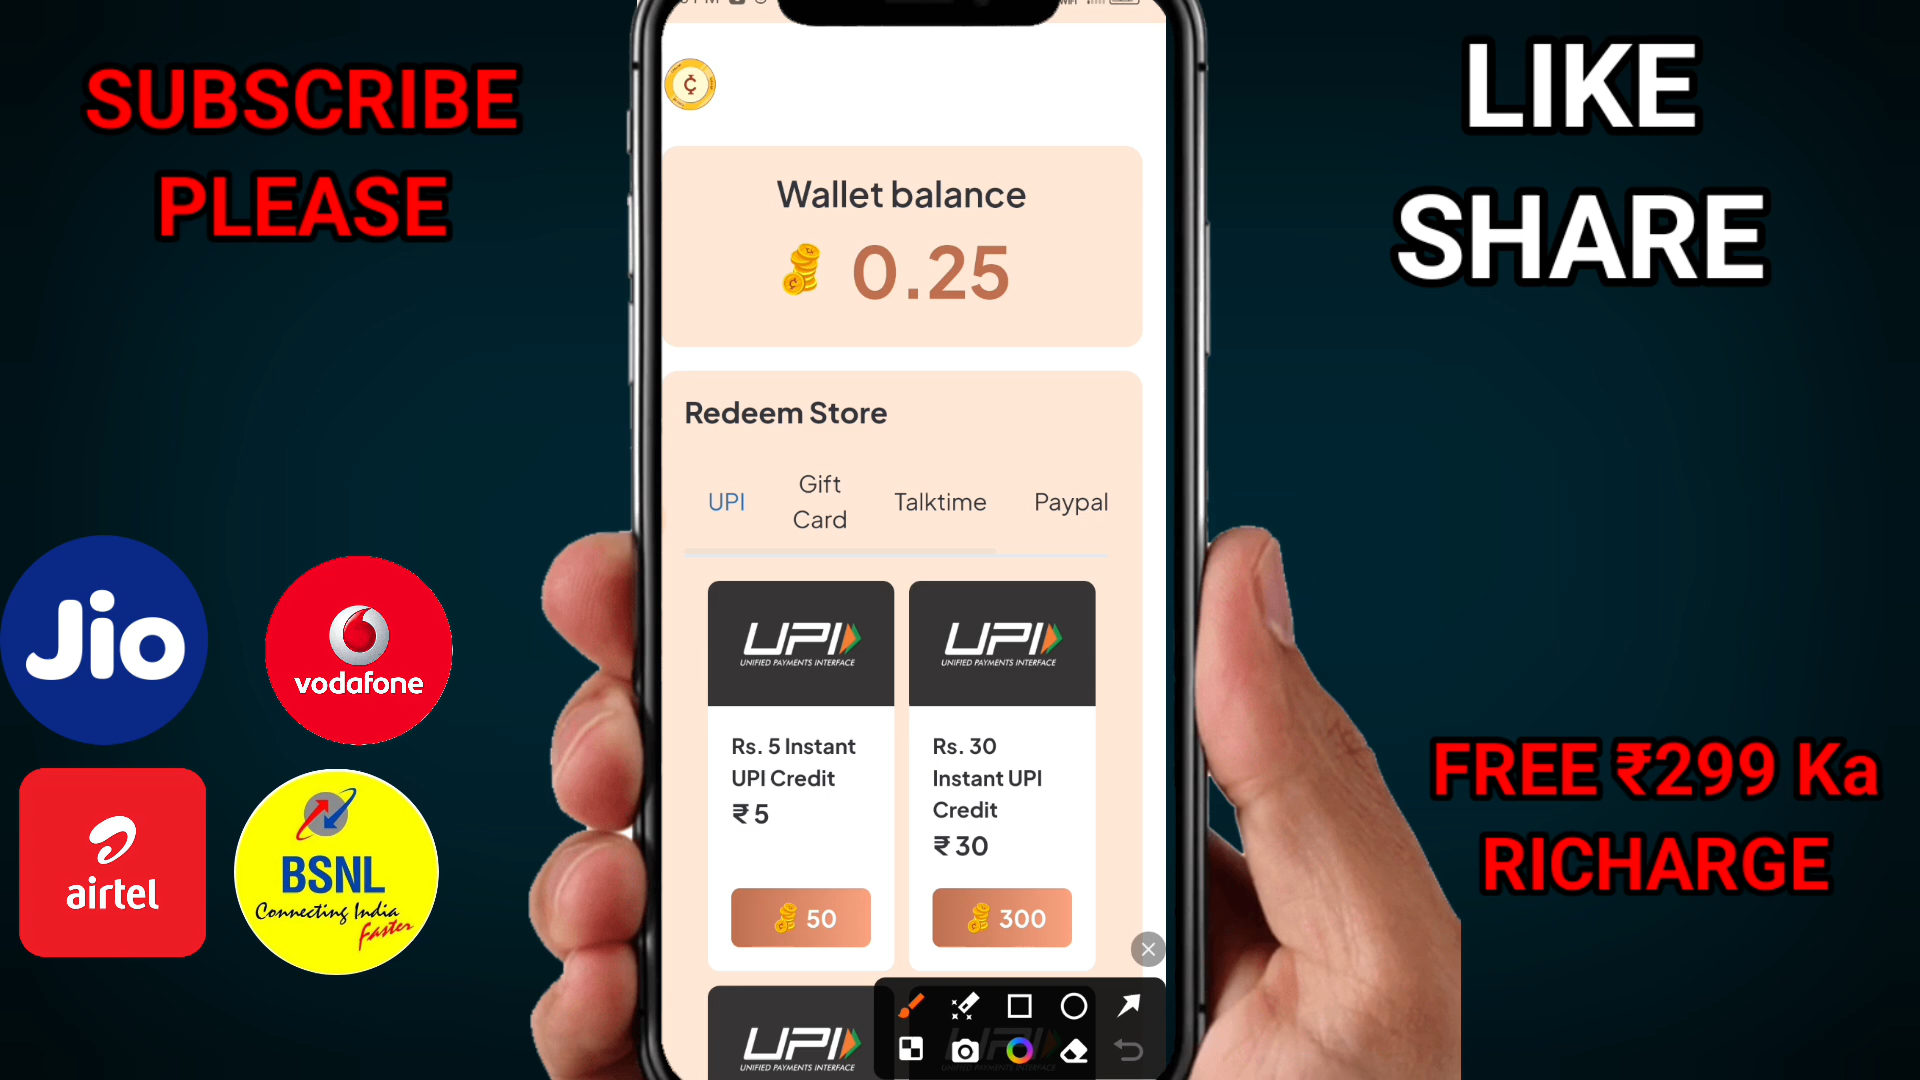 SUBSCRIBE
PLEASE
LIKE
SHARE
Wallet balance
0.25
Redeem Store
UPI
Gift
Card
Talktime
Paypal
UPI
UNIFIED PAYMENTS INTERFACE
UPI
UNIFIED PAYMENTS INTERFACE
Rs. 5 Instant
UPI Credit
₹ 5
Rs. 30
Instant UPI
Credit
₹ 30
50
300
UPI
UNIFIED PAYMENTS INTERFACE
Jio
vodafone
airtel
BSNL
Connecting India
Faster
FREE ₹299 Ka
RICHARGE